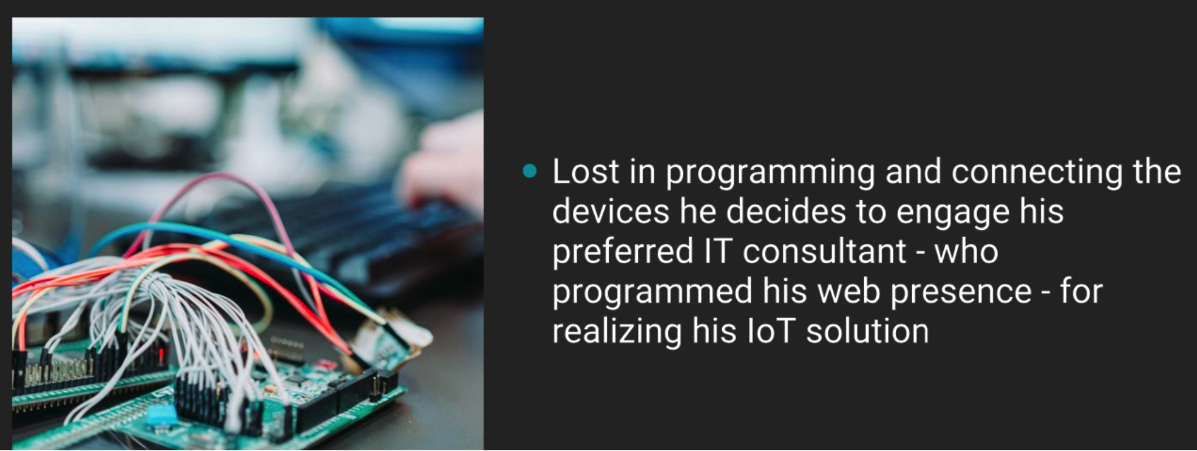 Lost in programming and connecting the
devices he decides to engage his
preferred IT consultant - who
programmed his web presence - for
realizing his IoT solution